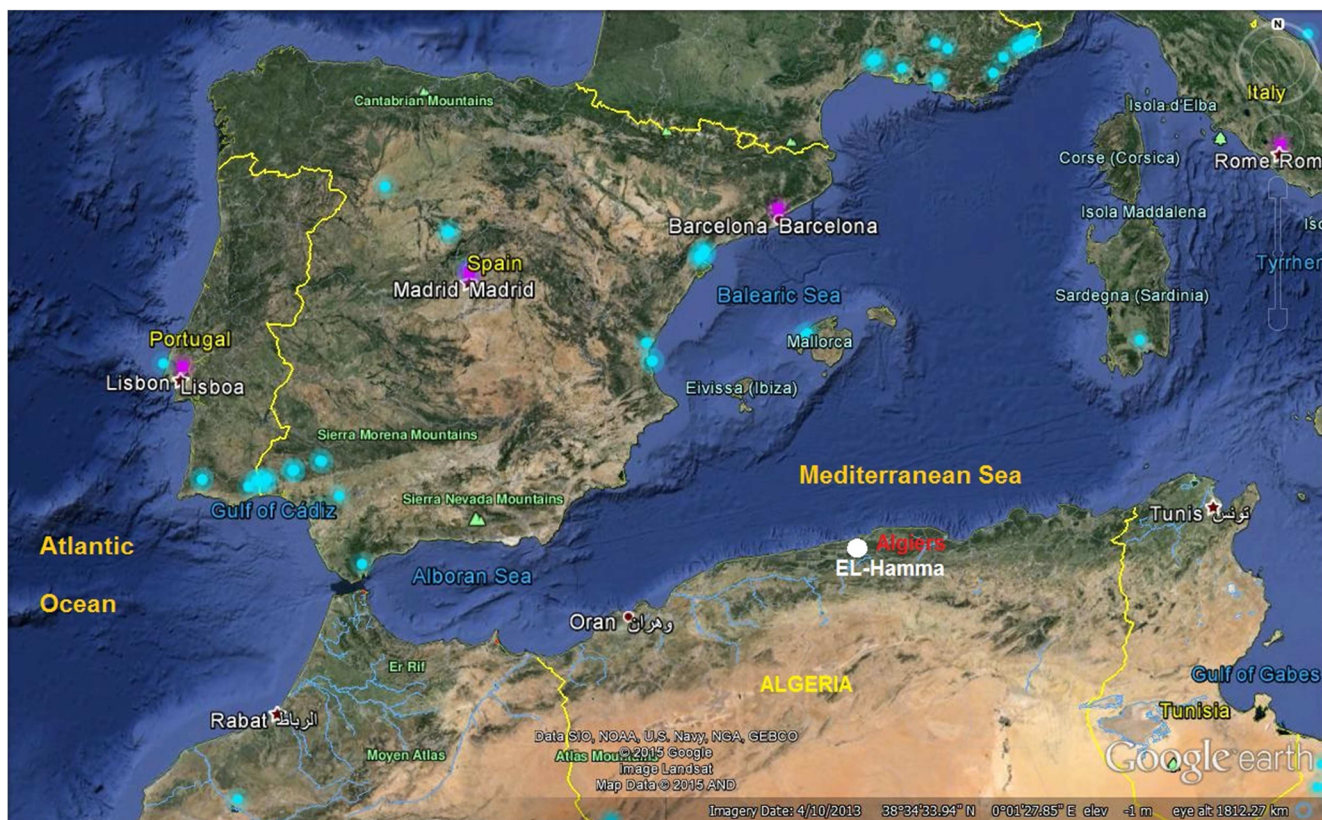 N
Cantabrian Mountains
Italy
Isola d'Elba
Corse (Corsica)
Rome Rom
Barcelona Barcelona
Isola Maddalena
Spain
Tyrrhen
Madrid Madrid
Balearic Sea
Sardegna (Sardinia)
Portugal
Mallorca
Lisbon Lisboa
Eivissa (Ibiza)
Sierra Morena Mountains
Mediterranean Sea
Sierra Nevada Mountains
Gulf of Cádiz
Tunis تونس
Atlantic
Ocean
Algiers
EL-Hamma
Alboran Sea
Oran وهران
Er Rif
Gulf of Gabes
ALGERIA
Tunisia
Rabat الرباط
Moyen Atlas
Atlas Mountains
Data SIO, NOAA, U.S. Navy, NGA, GEBCO
© 2015 Google
Image Landsat
Map Data © 2015 AND
Google earth
Imagery Date: 4/10/2013 38°34'33.94" N 0°01'27.85" E elev -1 m eye alt 1812.27 km